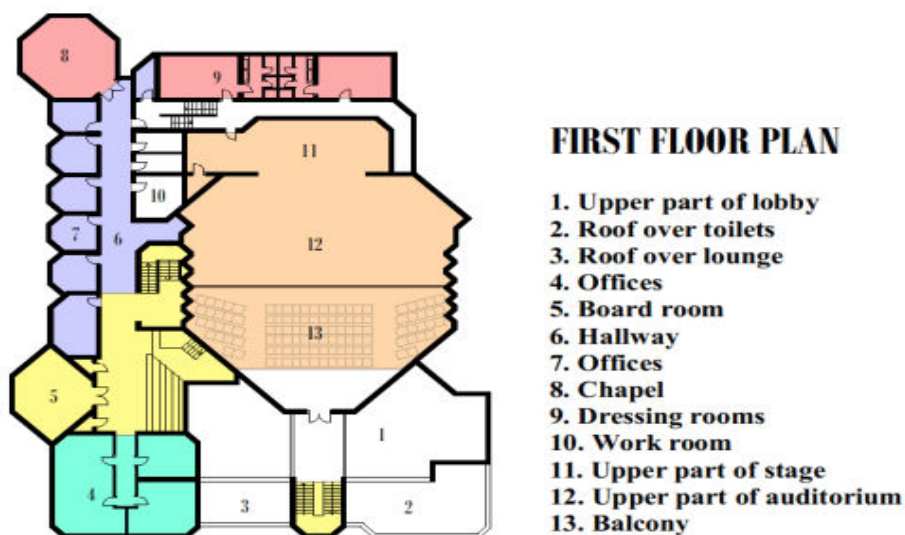 8
9
11
10
7
6
12
13
5
1
4
3
2
FIRST FLOOR PLAN
1. Upper part of lobby
2. Roof over toilets
3. Roof over lounge
4. Offices
5. Board room
6. Hallway
7. Offices
8. Chapel
9. Dressing rooms
10. Work room
11. Upper part of stage
12. Upper part of auditorium
13. Balcony